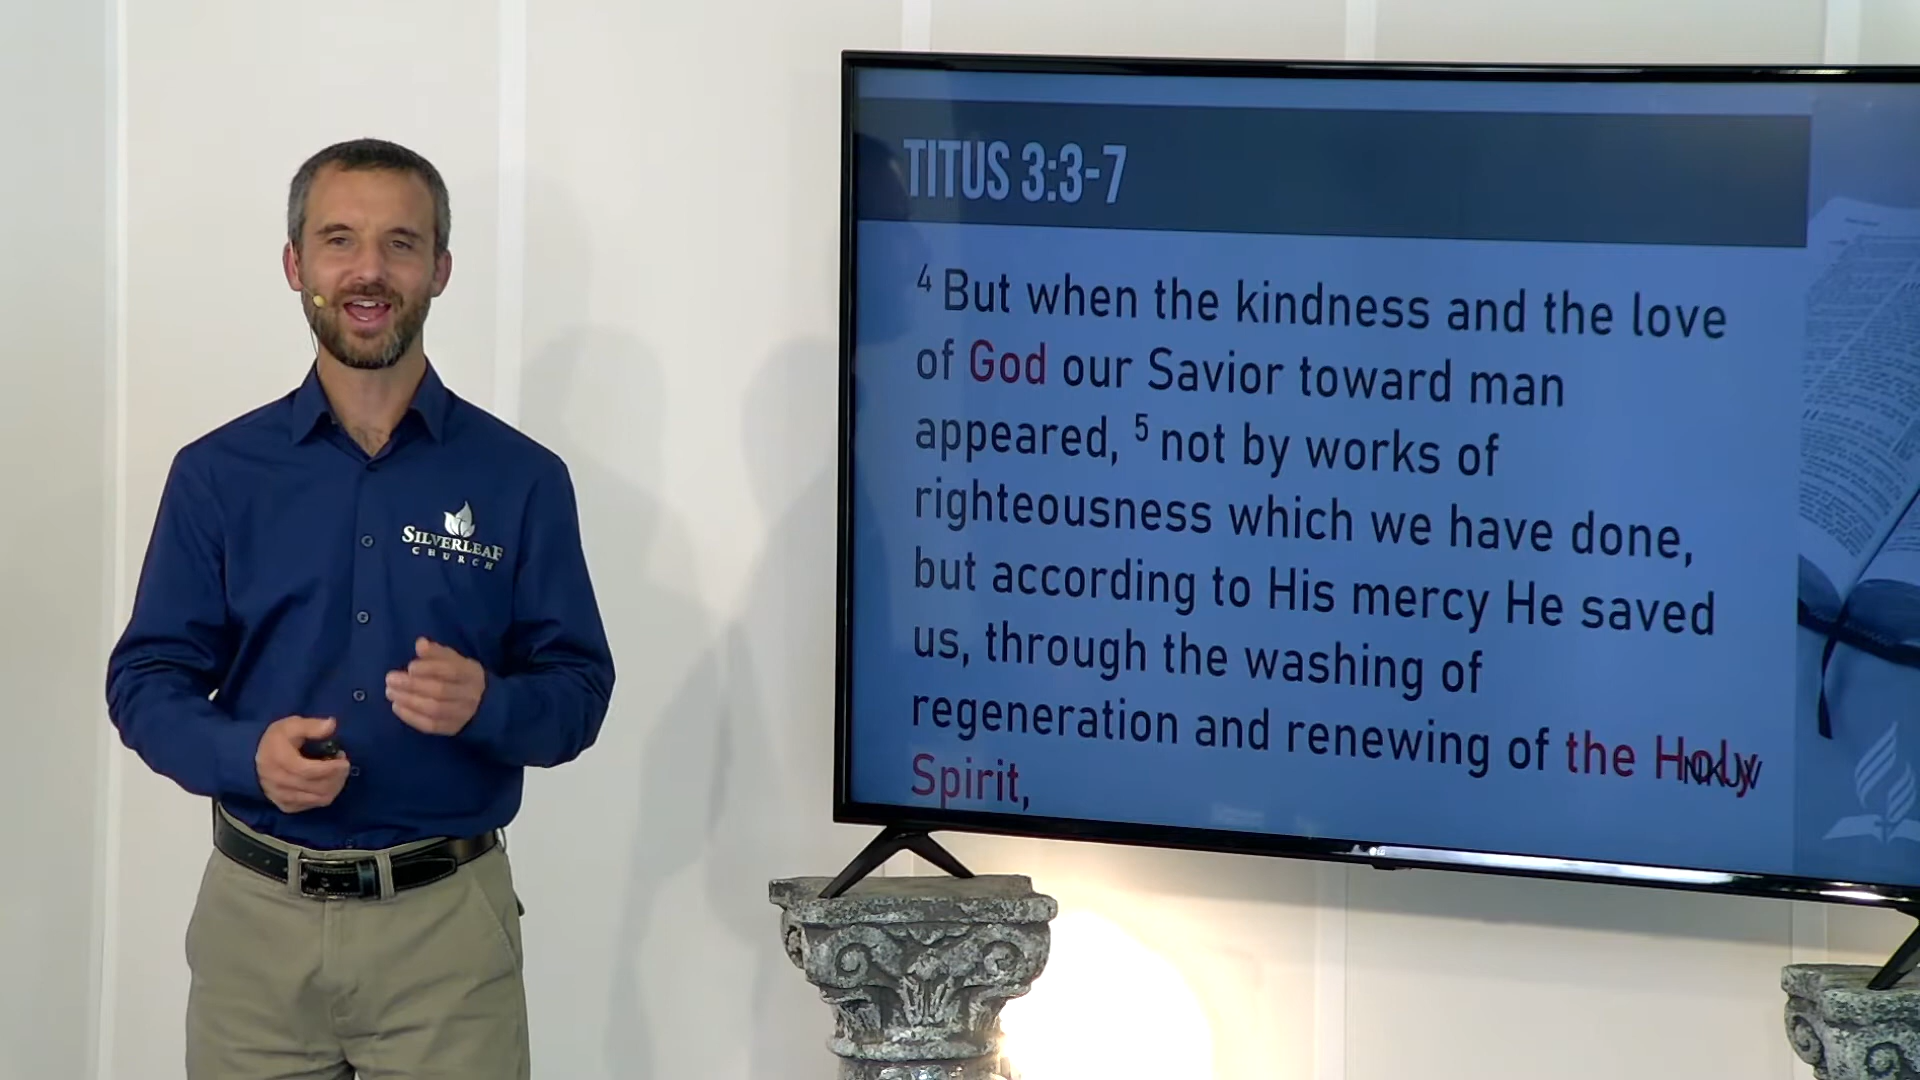 SILVERLEAF
CHURCH
TITUS 3:3-7
4 But when the kindness and the love
of God our Savior toward man
appeared, 5 not by works of
righteousness which we have done,
but according to His mercy He saved
us, through the washing of
regeneration and renewing of the Holy
Spirit,
NKJV
LG